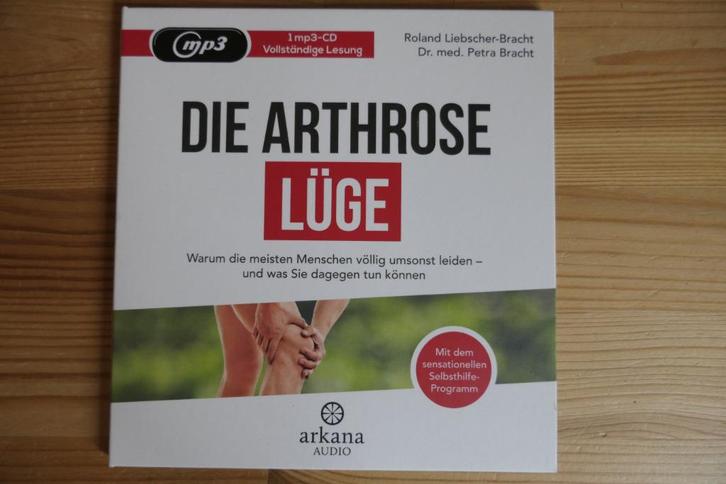 mp3
1 mp3-CD
Vollständige Lesung
Roland Liebscher-Bracht
Dr. med. Petra Bracht
DIE ARTHROSE
LÜGE
Warum die meisten Menschen völlig umsonst leiden –
und was Sie dagegen tun können
Mit dem
sensationellen
Selbsthilfe-
Programm
arkana
AUDIO